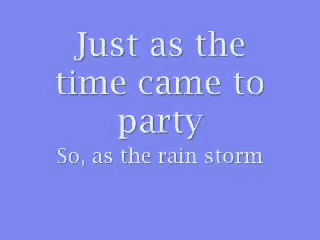 Just as the
time came to
party
So, as the rain storm